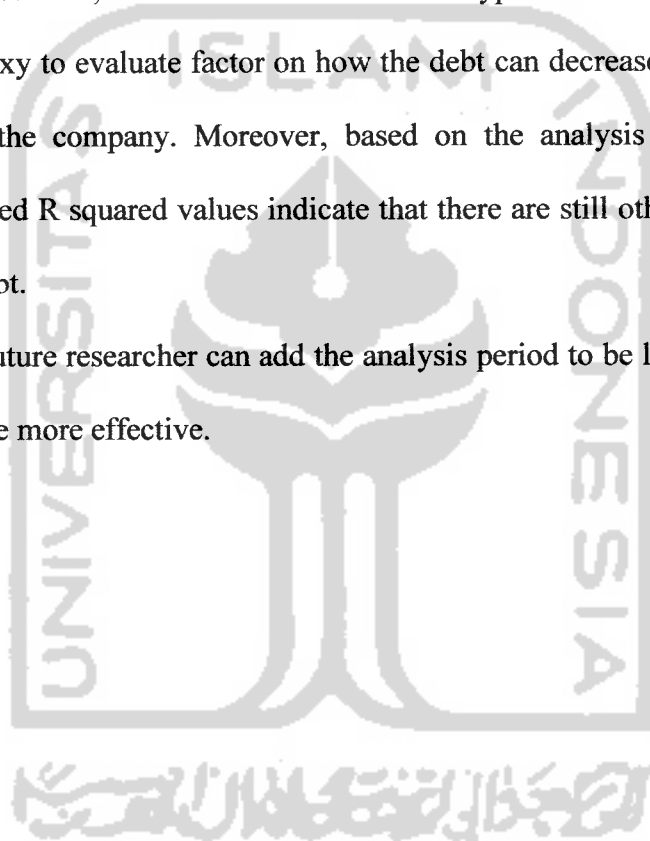 xy to evaluate factor on how the debt can decrease
the company. Moreover, based on the analysis
ed R squared values indicate that there are still oth
ot.
uture researcher can add the analysis period to be l
e more effective.
ISLAM
UNIVERSITAS
INDONESIA